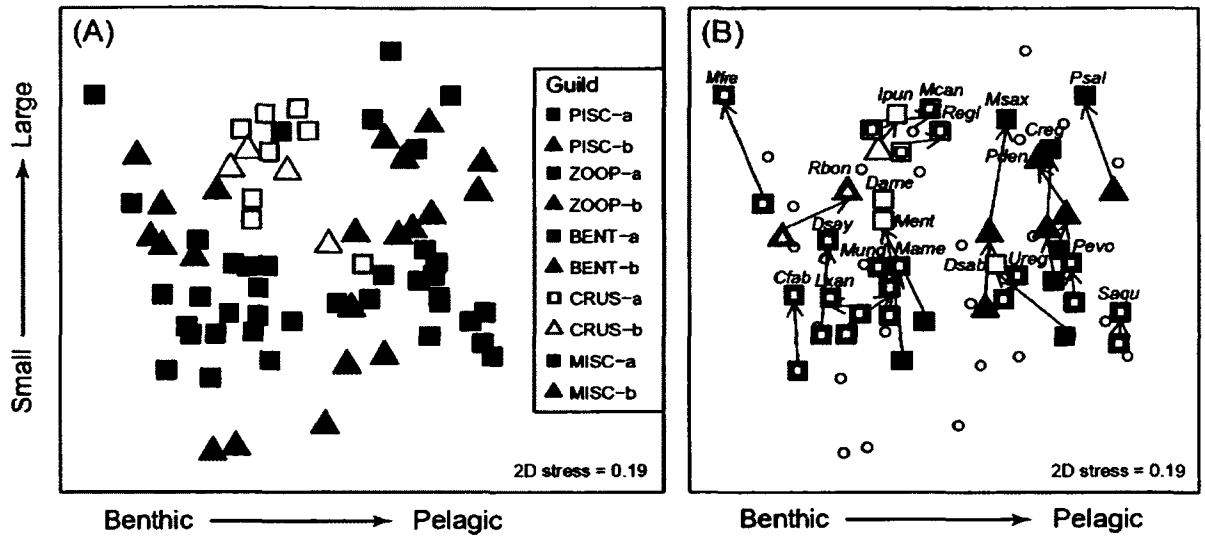 (A)
Guild
PISC-a
PISC-b
ZOOP-a
ZOOP-b
BENT-a
BENT-b
CRUS-a
CRUS-b
MISC-a
MISC-b
2D stress = 0.19
Small
Large
Benthic
Pelagic
(B)
Mfre
Ipun
Mcan
Regl
Msax
Psal
Creg
Pden
Rbon
Dame
Ment
Dsay
Mund
Mame
Dsab
Ureg
Pevo
Cfab
Lxan
Saqu
2D stress = 0.19
Benthic
Pelagic